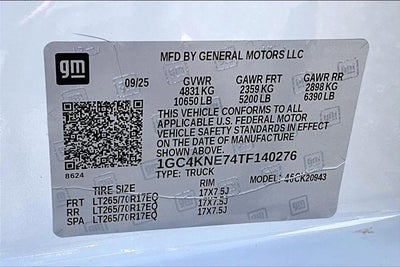 gm
MFD BY GENERAL MOTORS LLC
09/25 GVWR GAWR FRT GAWR RR
4831 KG 2359 KG 2898 KG
10650 LB 5200 LB 6390 LB
THIS VEHICLE CONFORMS TO ALL
APPLICABLE U.S. FEDERAL MOTOR
VEHICLE SAFETY STANDARDS IN EFFECT
ON THE DATE OF MANUFACTURE
SHOWN ABOVE.
1GC4KNE74TF140276
8624 TYPE: TRUCK MODEL:
TIRE SIZE RIM
FRT LT265/70R17EQ 17X7.5J
RR LT265/70R17EQ 17X7.5J
SPA LT265/70R17EQ 17X7.5J